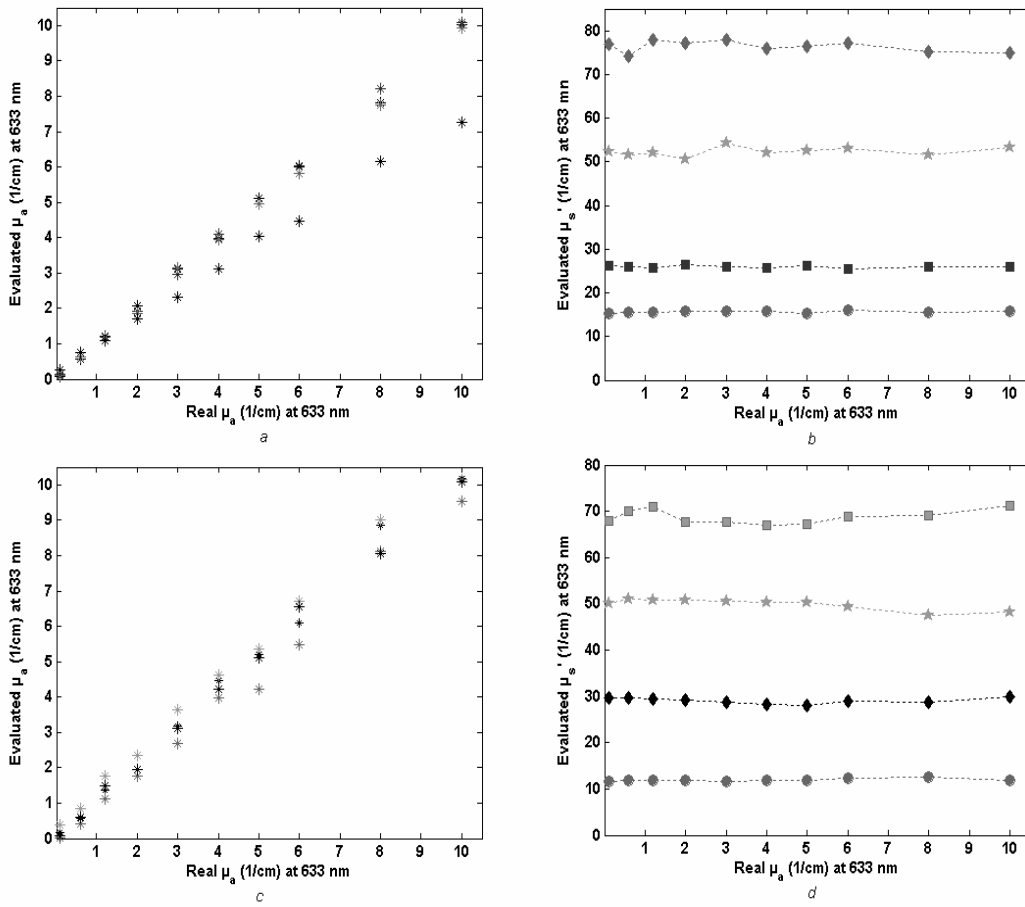 10
9
8
7
6
5
4
3
2
1
0
Evaluated μa (1/cm) at 633 nm
1 2 3 4 5 6 7 8 9 10
Real μa (1/cm) at 633 nm
a
80
70
60
50
40
30
20
10
0
Evaluated μs' (1/cm) at 633 mn
1 2 3 4 5 6 7 8 9 10
Real μa (1/cm) at 633 nm
b
10
9
8
7
6
5
4
3
2
1
0
Evaluated μa (1/cm) at 633 nm
1 2 3 4 5 6 7 8 9 10
Real μa (1/cm) at 633 nm
c
80
70
60
50
40
30
20
10
0
Evaluated μs' (1/cm) at 633 nm
1 2 3 4 5 6 7 8 9 10
Real μa (1/cm) at 633 nm
d